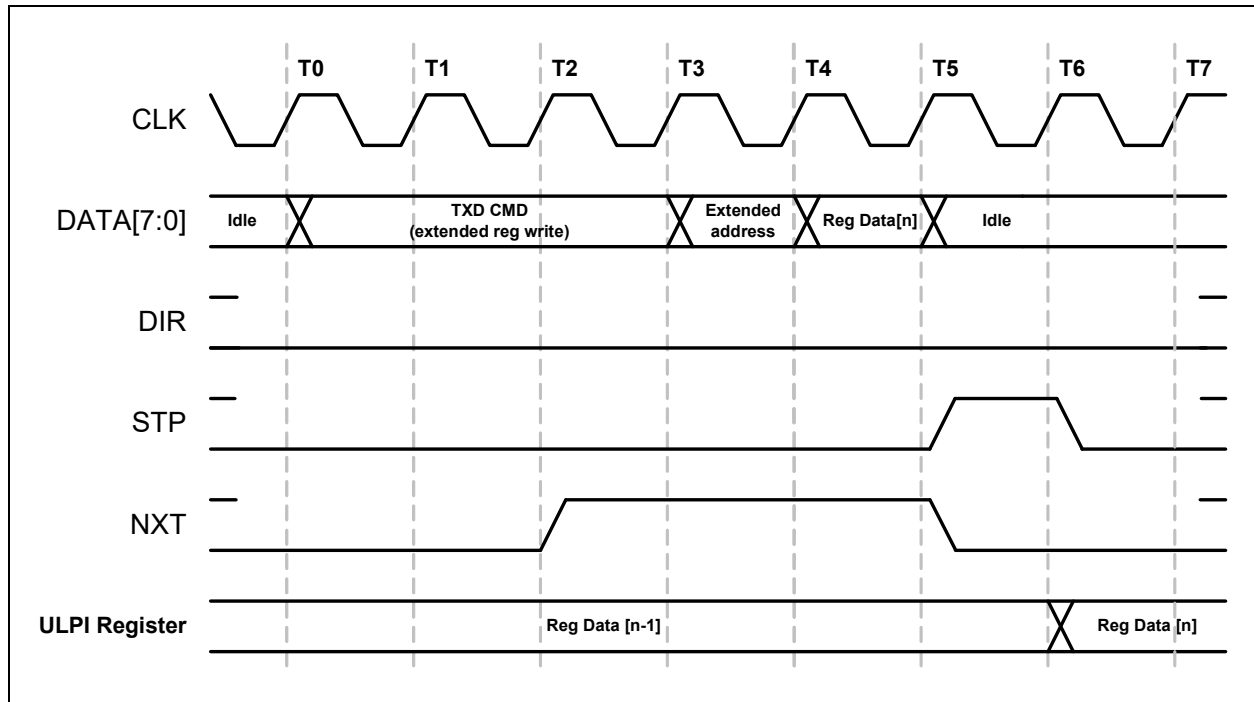 T0 T1 T2 T3 T4 T5 T6 T7
CLK
DATA[7:0]
Idle
TXD CMD
(extended reg write)
Extended
address
Reg Data[n]
Idle
DIR
STP
NXT
ULPI Register
Reg Data [n-1]
Reg Data [n]